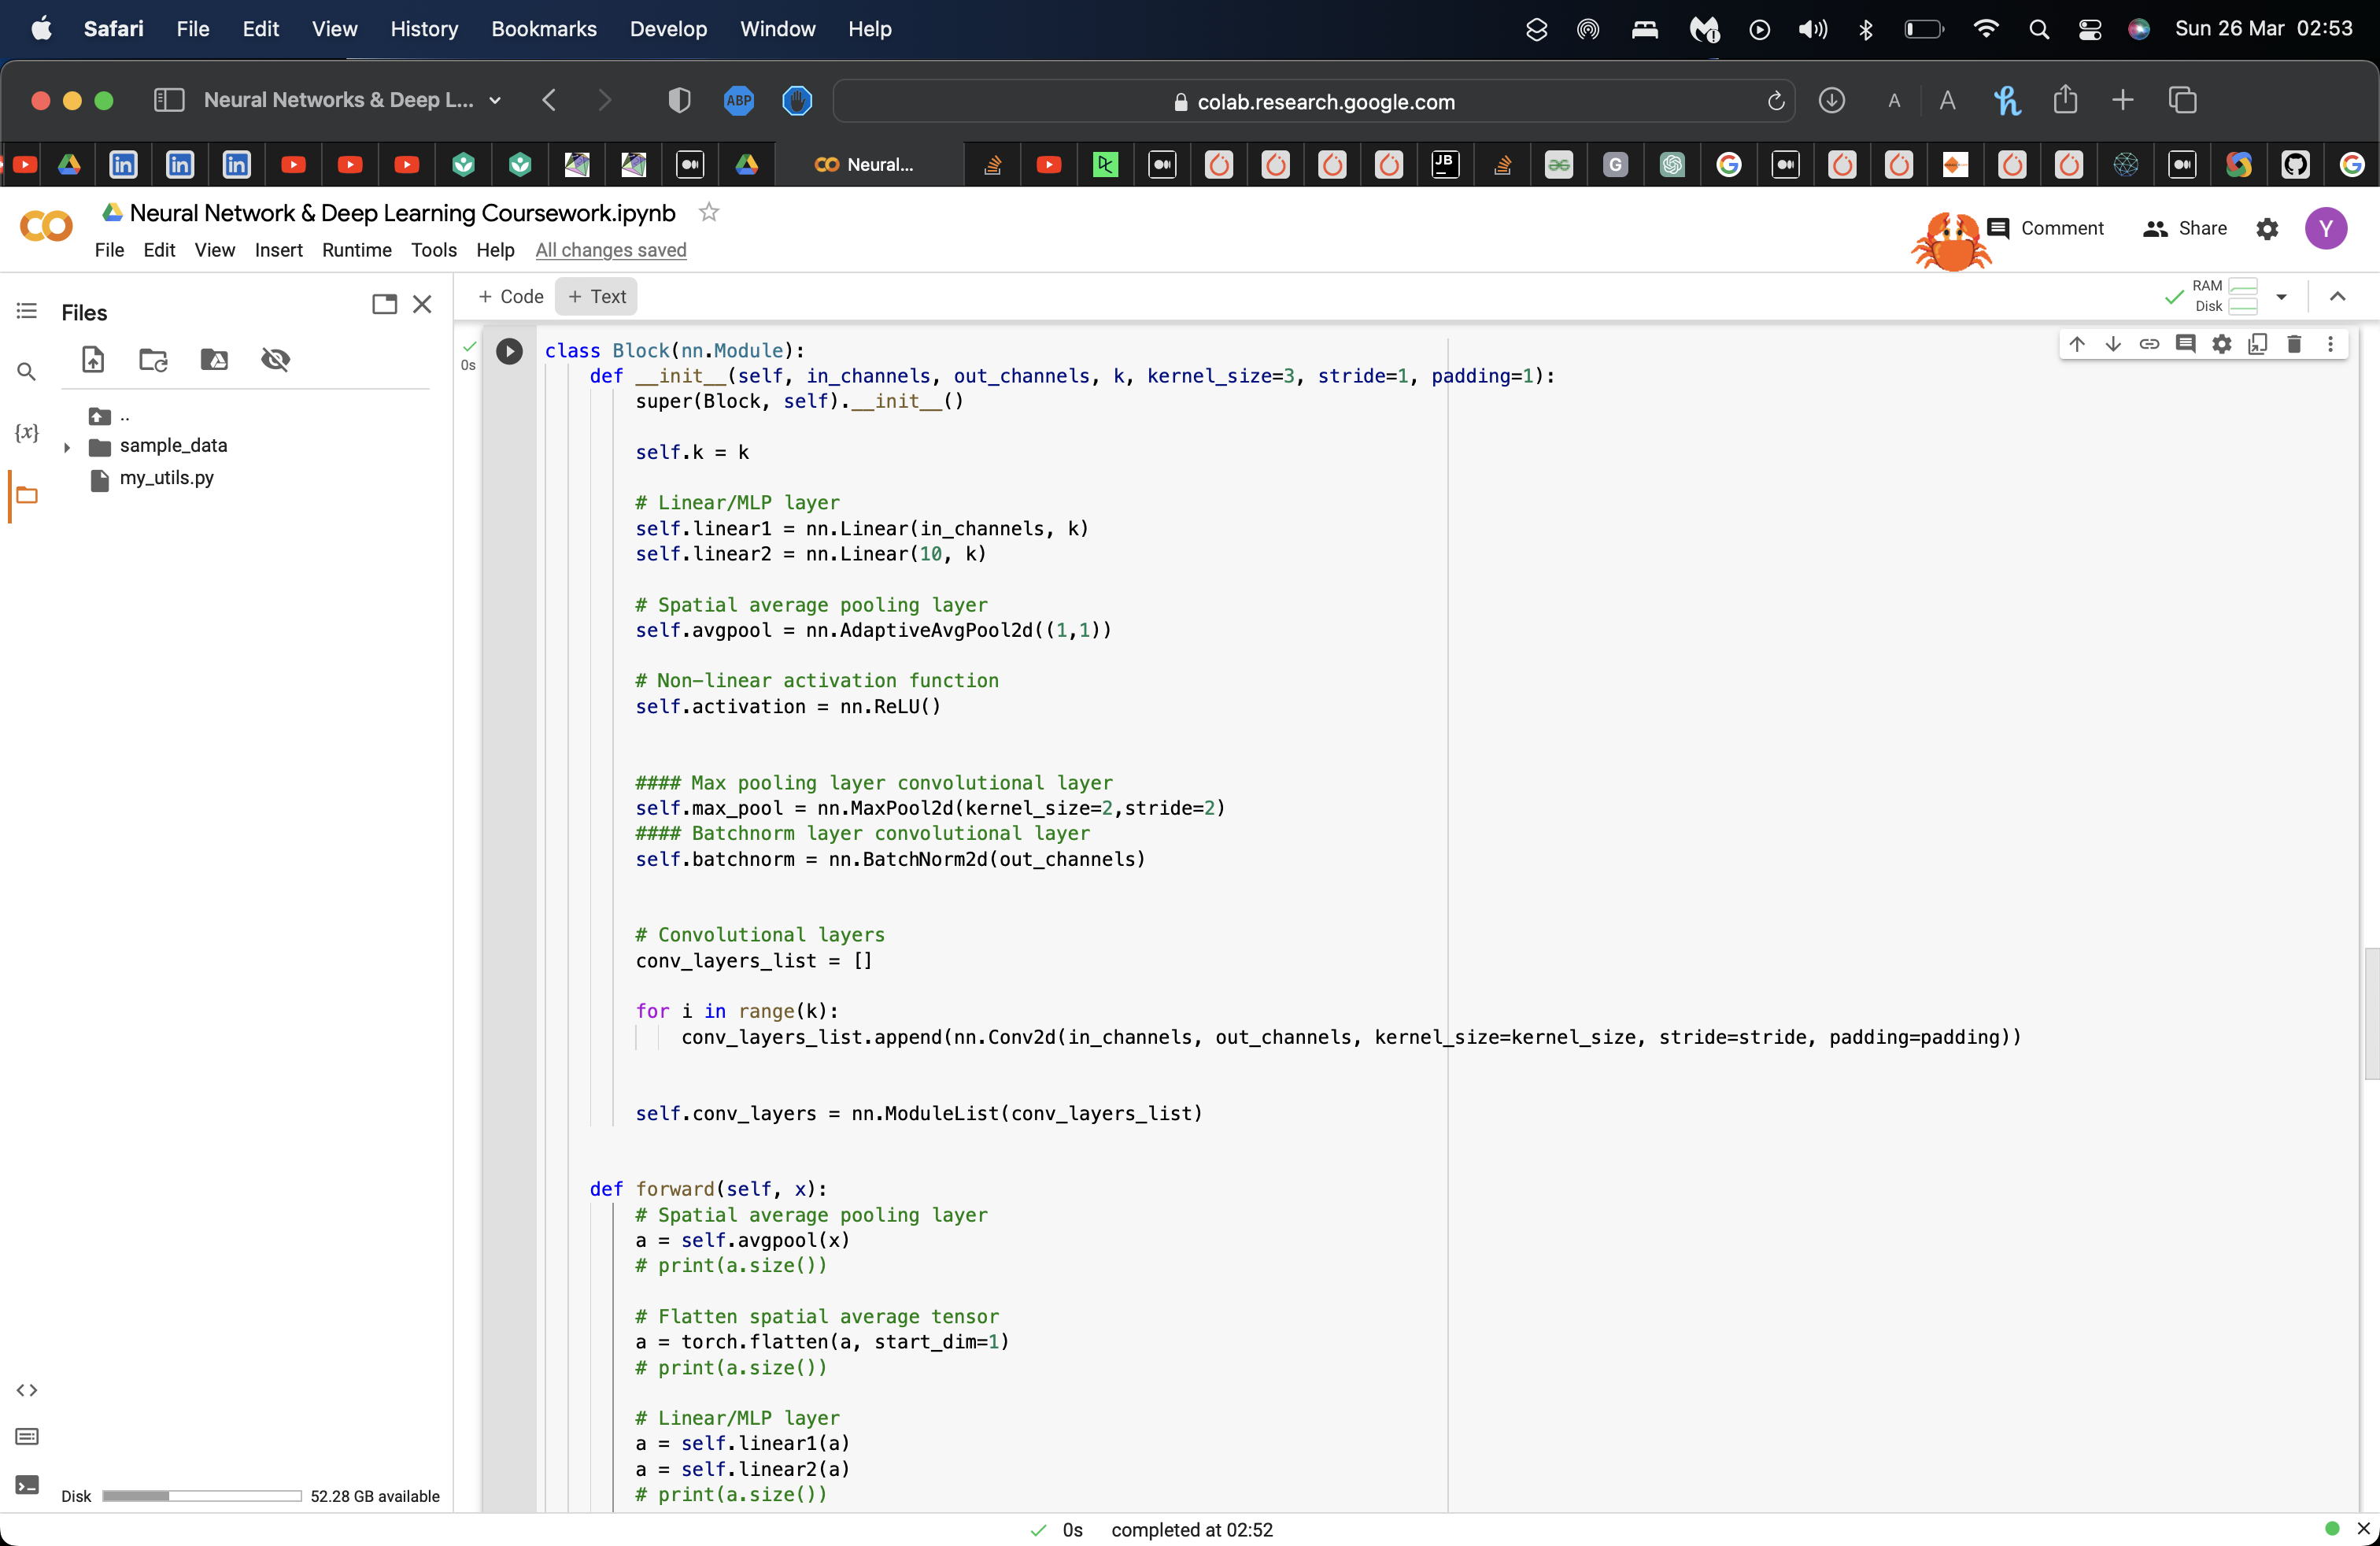 Safari File Edit View History Bookmarks Develop Window Help Sun 26 Mar 02:53
Neural Networks & Deep L... ABP colab.research.google.com A A
in in in Neural... JB G G G
Neural Network & Deep Learning Coursework.ipynb
Comment Share Y
File Edit View Insert Runtime Tools Help All changes saved
Files
+ Code + Text
RAM
Disk
..
sample_data
my_utils.py
{x}
0s
class Block(nn.Module):
def __init__(self, in_channels, out_channels, k, kernel_size=3, stride=1, padding=1):
super(Block, self).__init__()
self.k = k
# Linear/MLP layer
self.linear1 = nn.Linear(in_channels, k)
self.linear2 = nn.Linear(10, k)
# Spatial average pooling layer
self.avgpool = nn.AdaptiveAvgPool2d((1,1))
# Non-linear activation function
self.activation = nn.ReLU()
#### Max pooling layer convolutional layer
self.max_pool = nn.MaxPool2d(kernel_size=2,stride=2)
#### Batchnorm layer convolutional layer
self.batchnorm = nn.BatchNorm2d(out_channels)
# Convolutional layers
conv_layers_list = []
for i in range(k):
conv_layers_list.append(nn.Conv2d(in_channels, out_channels, kernel_size=kernel_size, stride=stride, padding=padding))
self.conv_layers = nn.ModuleList(conv_layers_list)
def forward(self, x):
# Spatial average pooling layer
a = self.avgpool(x)
# print(a.size())
# Flatten spatial average tensor
a = torch.flatten(a, start_dim=1)
# print(a.size())
# Linear/MLP layer
a = self.linear1(a)
a = self.linear2(a)
# print(a.size())
Disk 52.28 GB available
0s completed at 02:52